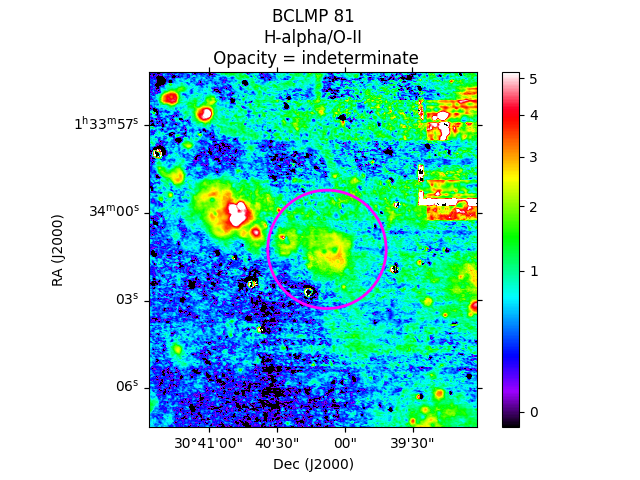 BCLMP 81
H-alpha/O-II
Opacity = indeterminate
1ʰ33ᵐ57ˢ
34ᵐ00ˢ
03ˢ
06ˢ
RA (J2000)
30°41'00" 40'30" 00" 39'30"
Dec (J2000)
5
4
3
2
1
0